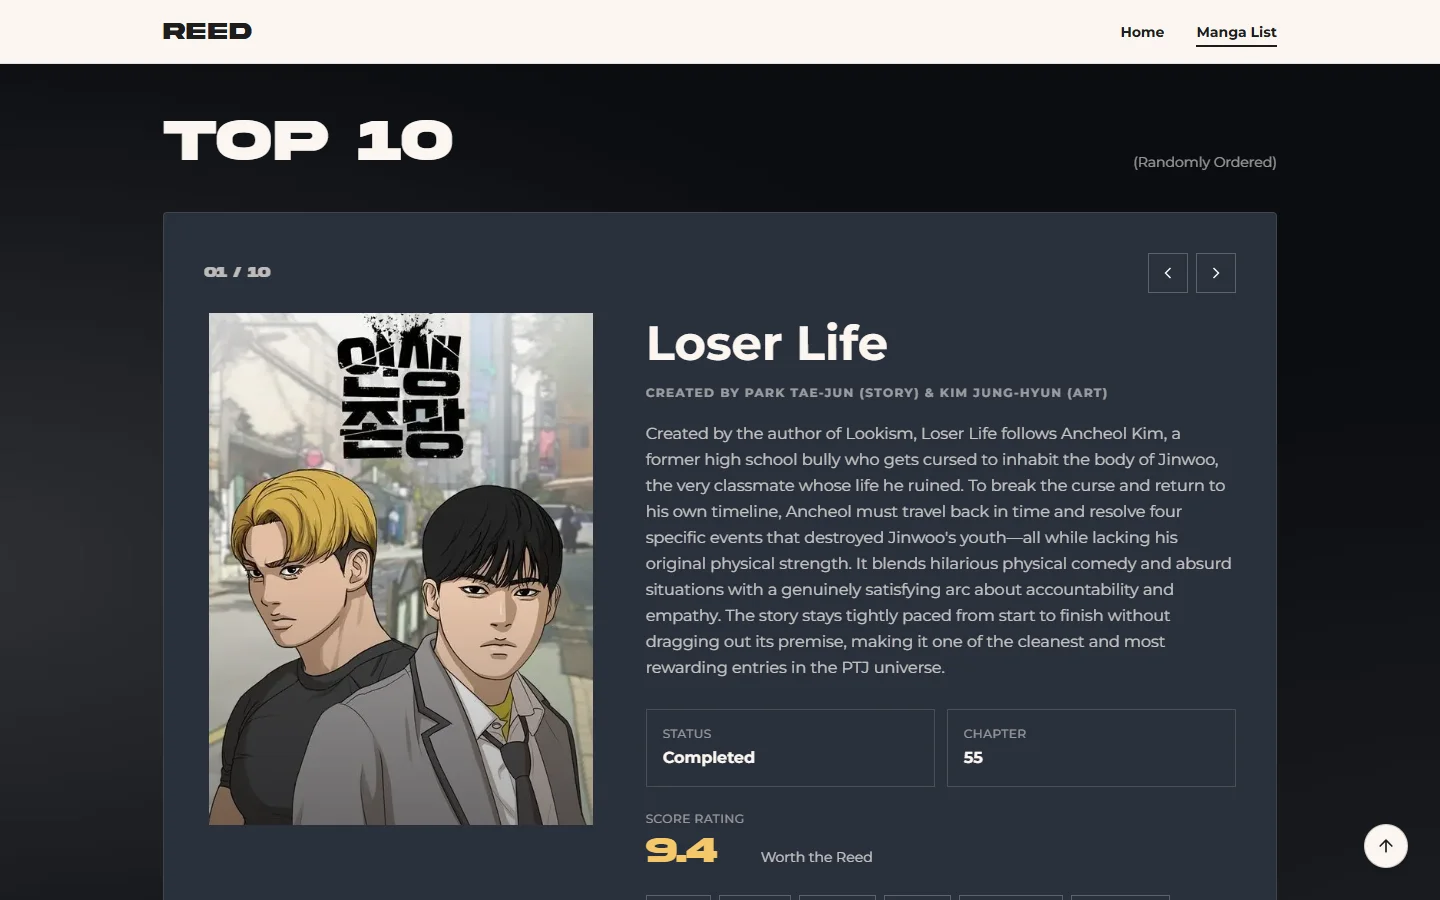 REED
Home
Manga List
TOP 10
(Randomly Ordered)
01 / 10
인생
존망
Loser Life
CREATED BY PARK TAE-JUN (STORY) & KIM JUNG-HYUN (ART)
Created by the author of Lookism, Loser Life follows Ancheol Kim, a
former high school bully who gets cursed to inhabit the body of Jinwoo,
the very classmate whose life he ruined. To break the curse and return to
his own timeline, Ancheol must travel back in time and resolve four
specific events that destroyed Jinwoo's youth—all while lacking his
original physical strength. It blends hilarious physical comedy and absurd
situations with a genuinely satisfying arc about accountability and
empathy. The story stays tightly paced from start to finish without
dragging out its premise, making it one of the cleanest and most
rewarding entries in the PTJ universe.
STATUS
Completed
CHAPTER
55
SCORE RATING
9.4
Worth the Reed